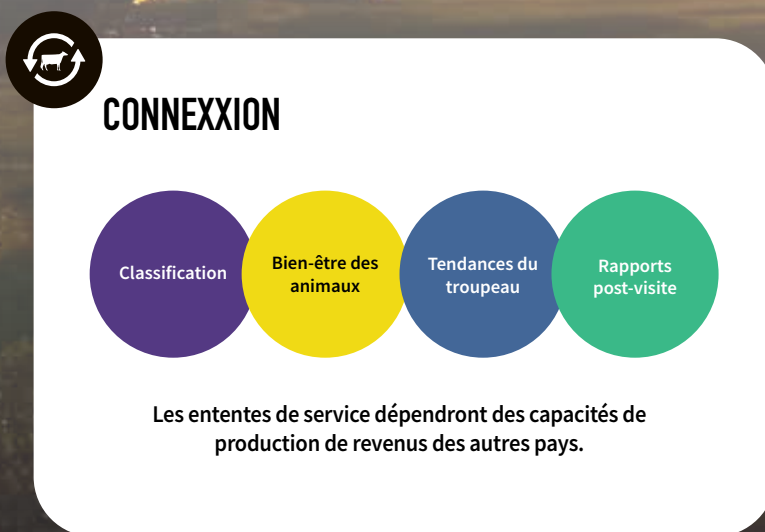 CONNEXXION
Classification
Bien-être des
animaux
Tendances du
troupeau
Rapports
post-visite
Les ententes de service dépendront des capacités de
production de revenus des autres pays.